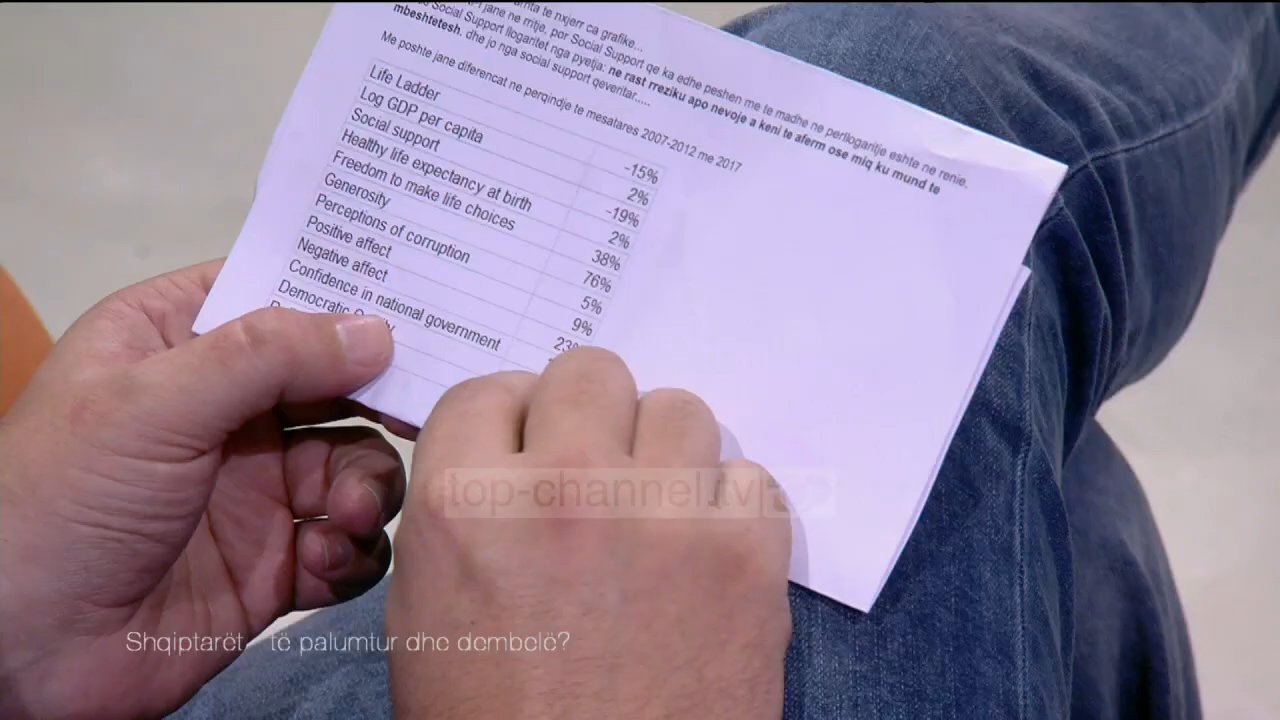 te nxjerr ca grafike...
jane ne rritje, por Social Support qe ka edhe peshen me te madhe ne perllogaritje eshte ne renie.
Social Support llogaritet nga pyetja: ne rast rreziku apo nevoje a keni te aferm ose miq ku mund te
mbeshtetesh. dhe jo nga social support qeveritar.....
Me poshte jane diferencat ne perqindje te mesatares 2007-2012 me 2017
Life Ladder -15%
Log GDP per capita 2%
Social support -19%
Healthy life expectancy at birth 2%
Freedom to make life choices 38%
Generosity 76%
Perceptions of corruption 5%
Positive affect 9%
Negative affect 23%
Confidence in national government
Democratic
top-channel.tv
Shqiptarët - të palumtur dhe dembelë?